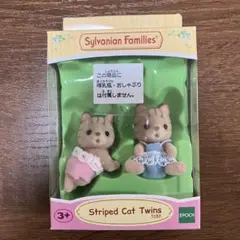 Sylvanian Families
この商品に
哺乳瓶・おしゃぶり
は付属しません。
3+
Striped Cat Twins
EPOCH